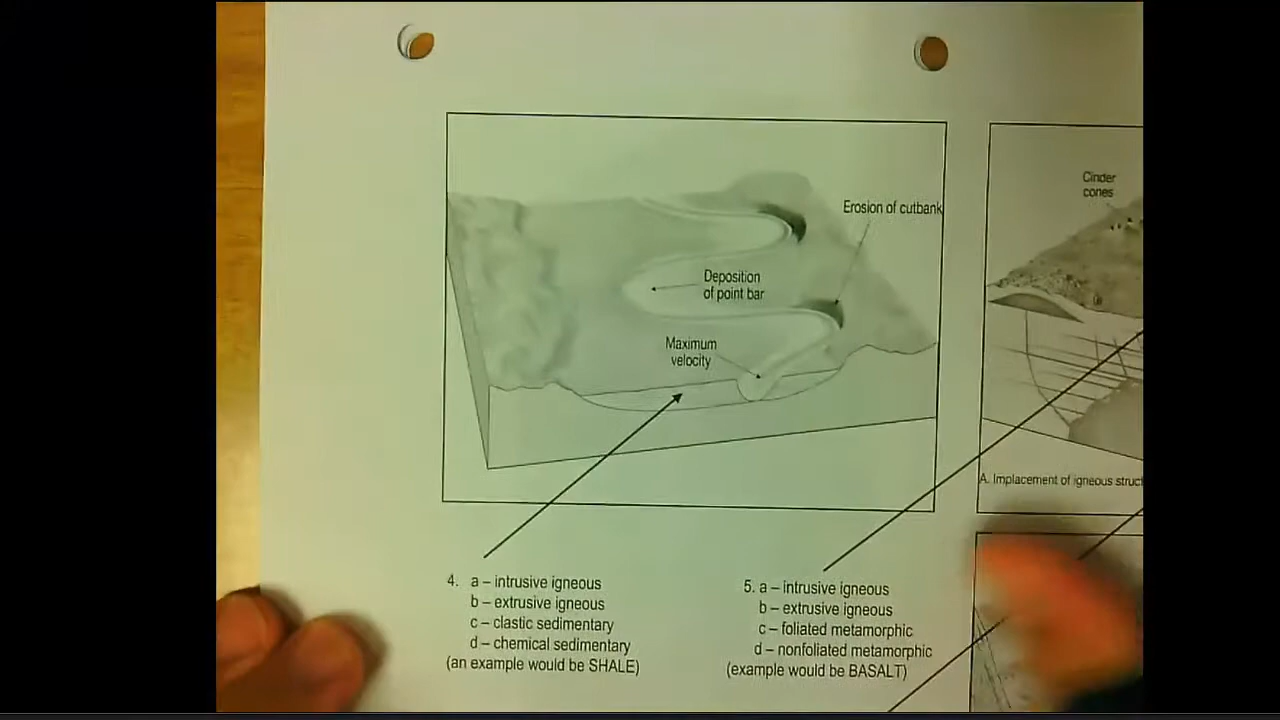 Erosion of cutbank
Deposition
of point bar
Maximum
velocity
Cinder
cones
A. Implacement of igneous
4. a – intrusive igneous
b – extrusive igneous
c – clastic sedimentary
d – chemical sedimentary
(an example would be SHALE)
5. a – intrusive igneous
b – extrusive igneous
c – foliated metamorphic
d – nonfoliated metamorphic
(example would be BASALT)